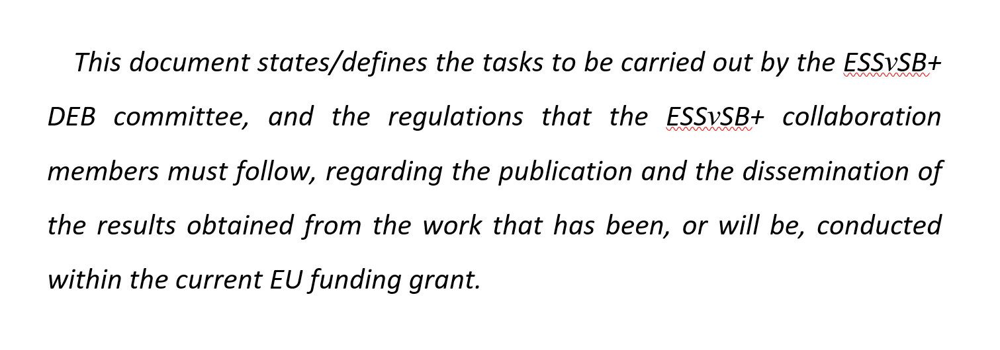 This document states/defines the tasks to be carried out by the ESSνSB+
DEB committee, and the regulations that the ESSνSB+ collaboration
members must follow, regarding the publication and the dissemination of
the results obtained from the work that has been, or will be, conducted
within the current EU funding grant.